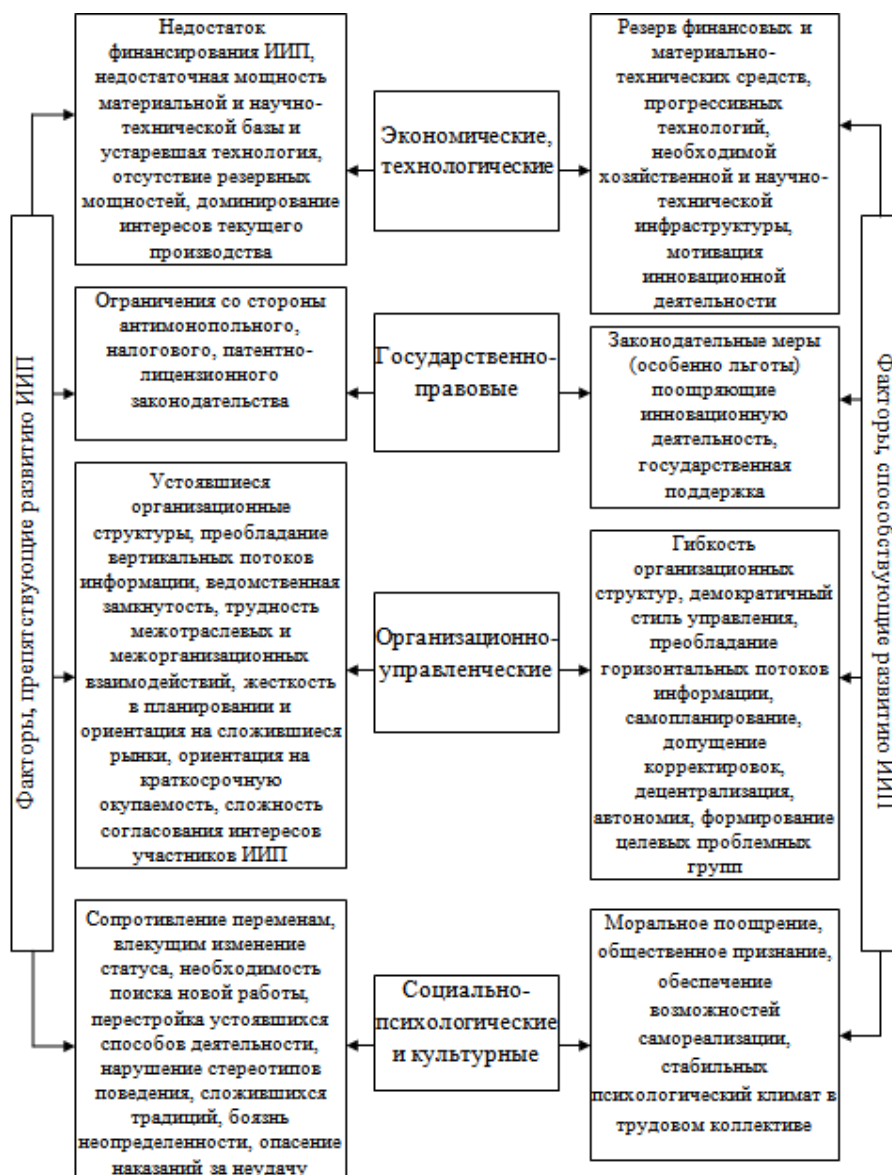 Факторы, препятствующие развитию ИИП
Недостаток
финансирования ИИП,
недостаточная мощность
материальной и научно-
технической базы и
устаревшая технология,
отсутствие резервных
мощностей, доминирование
интересов текущего
производства
Экономические,
технологические
Резерв финансовых и
материально-
технических средств,
прогрессивных
технологий,
необходимой
хозяйственной и научно-
технической
инфраструктуры,
мотивация
инновационной
деятельности
Ограничения со стороны
антимонопольного,
налогового, патентно-
лицензионного
законодательства
Государственно-
правовые
Законодательные меры
(особенно льготы)
поощряющие
инновационную
деятельность,
государственная
поддержка
Устоявшиеся
организационные
структуры, преобладание
вертикальных потоков
информации, ведомственная
замкнутость, трудность
межотраслевых и
межорганизационных
взаимодействий, жесткость
в планировании и
ориентация на сложившиеся
рынки, ориентация на
краткосрочную
окупаемость, сложность
согласования интересов
участников ИИП
Организационно-
управленческие
Гибкость
организационных
структур, демократичный
стиль управления,
преобладание
горизонтальных потоков
информации,
самопланирование,
допущение
корректировок,
децентрализация,
автономия, формирование
целевых проблемных
групп
Сопротивление переменам,
влекущим изменение
статуса, необходимость
поиска новой работы,
перестройка устоявшихся
способов деятельности,
нарушение стереотипов
поведения, сложившихся
традиций, боязнь
неопределенности, опасение
наказаний за неудачу
Социально-
психологические
и культурные
Моральное поощрение,
общественное признание,
обеспечение
возможностей
самореализации,
стабильных
психологический климат в
трудовом коллективе
Факторы, способствующие развитию ИИП